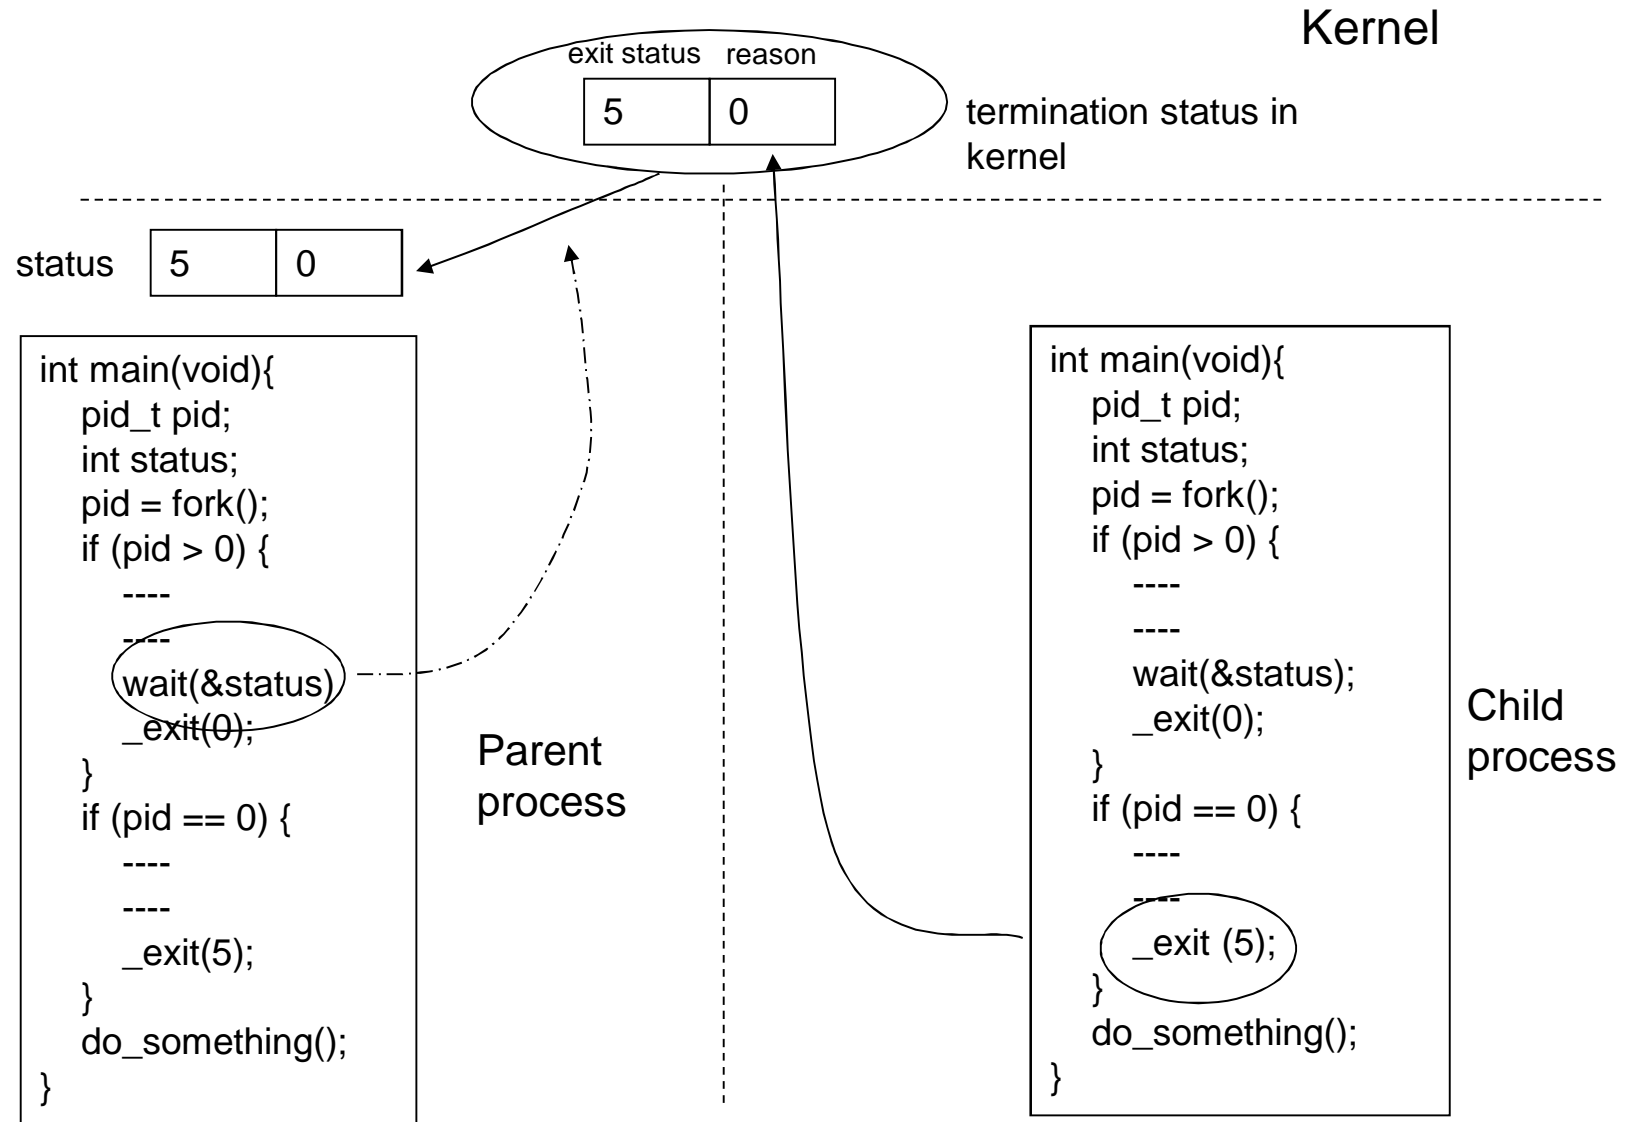 Kernel
exit status reason
5 0
termination status in
kernel
status 5 0
int main(void){
pid_t pid;
int status;
pid = fork();
if (pid > 0) {
----
----
wait(&status)
_exit(0);
}
if (pid == 0) {
----
----
_exit(5);
}
do_something();
}
Parent
process
int main(void){
pid_t pid;
int status;
pid = fork();
if (pid > 0) {
----
----
wait(&status);
_exit(0);
}
if (pid == 0) {
----
----
_exit (5);
}
do_something();
}
Child
process